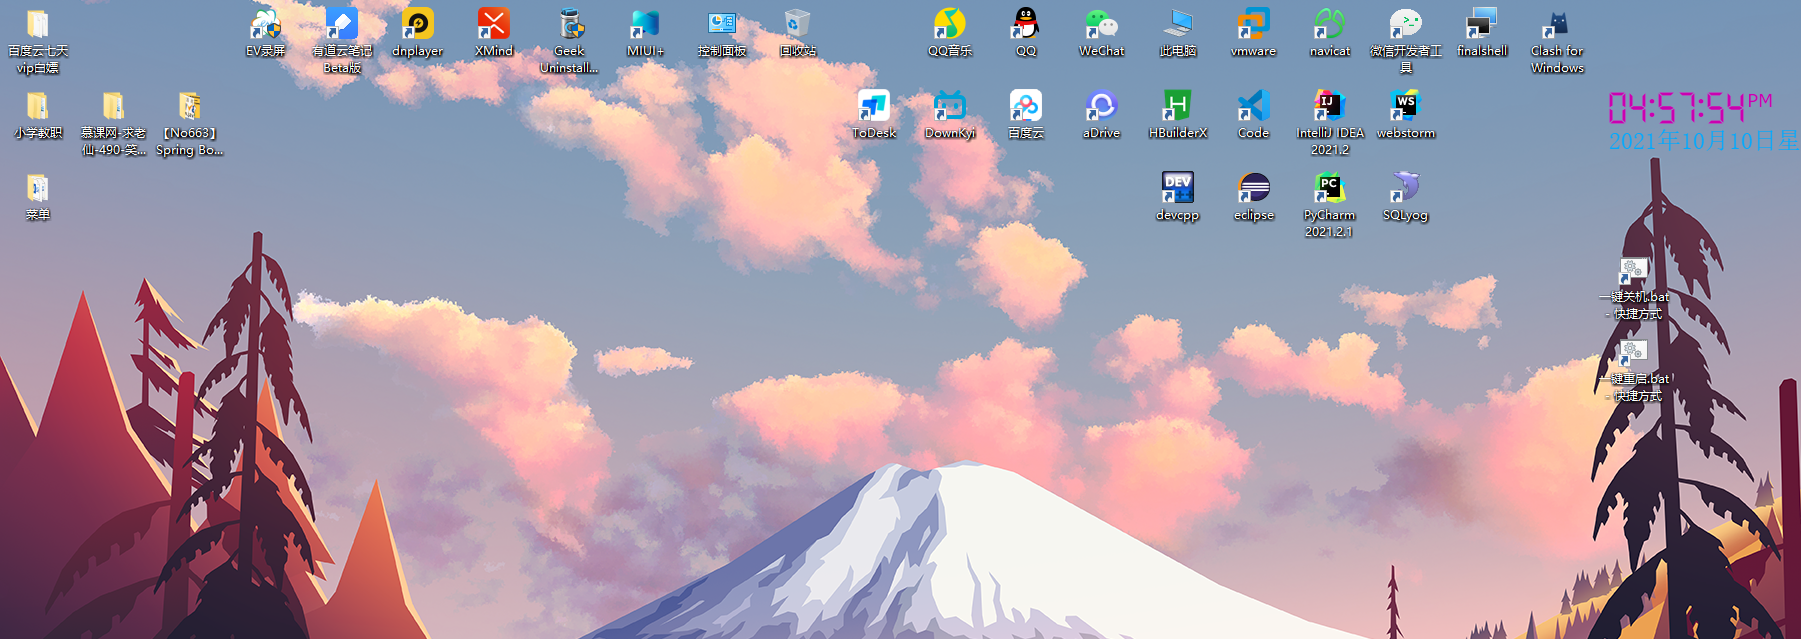 百度云七天
vip白嫖
EV录屏
有道云笔记
Beta版
dnplayer
XMind
Geek
Uninstall...
MIUI+
控制面板
回收站
QQ音乐
QQ
WeChat
此电脑
vmware
navicat
微信开发者工
具
finalshell
Clash for
Windows
小学教职
慕课网-求老
仙-490-笑...
【No663】
Spring Bo...
ToDesk
DownKyi
百度云
aDrive
HBuilderX
Code
IntelliJ IDEA
2021.2
webstorm
04:57:54PM
2021年10月10日星
菜单
DEV
devcpp
eclipse
PyCharm
2021.2.1
SQLyog
一键关机.bat
- 快捷方式
一键重启.bat
- 快捷方式